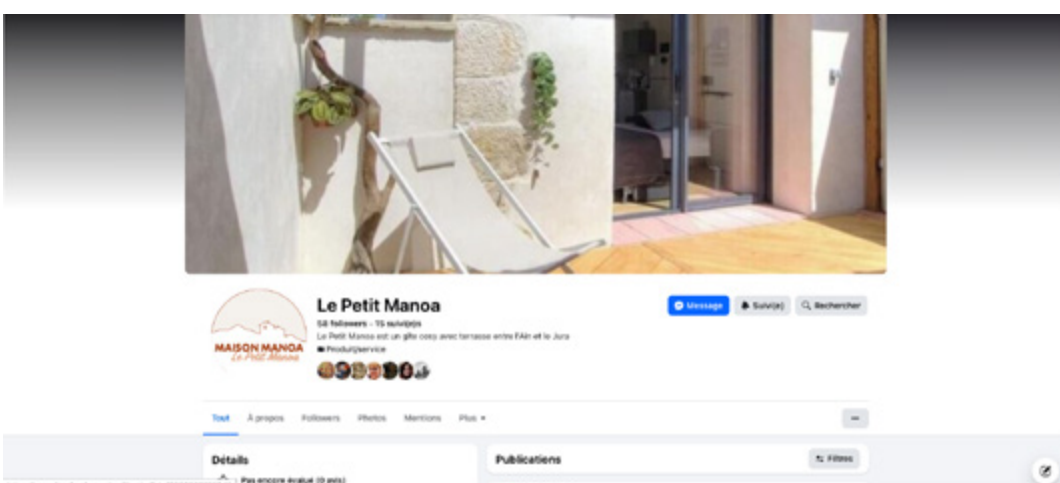 Le Petit Manoa
58 followers • 15 suivi(e)s
Le Petit Manoa est un gîte cosy avec terrasse entre l'Ain et le Jura
Produit/service
MAISON MANOA
Le Petit Manoa
Message
Suivi(e)
Rechercher
Tout
À propos
Followers
Photos
Mentions
Plus
Détails
Pas encore évalué (0 avis)
Publications
Filtres